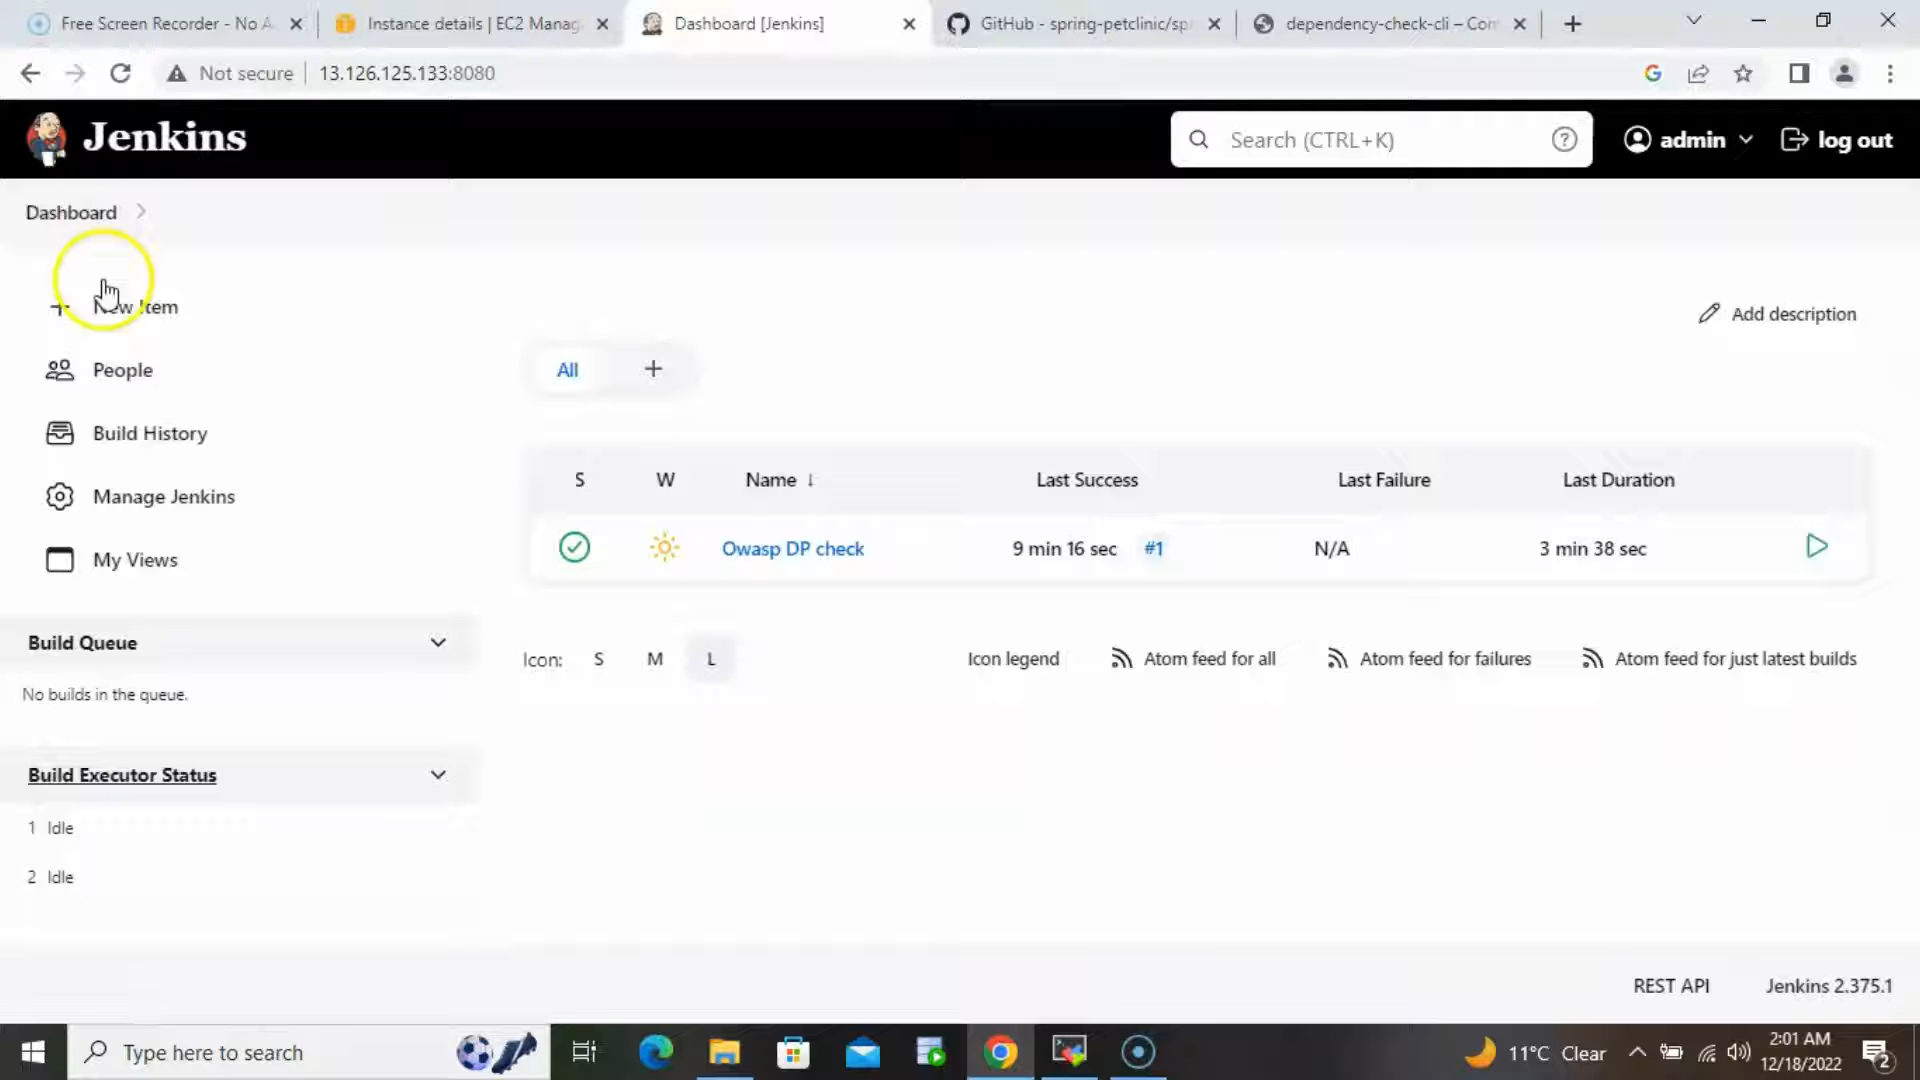 Free Screen Recorder - No A
Instance details | EC2 Manag
Dashboard [Jenkins]
GitHub - spring-petclinic/spr
dependency-check-cli – Com
Not secure
13.126.125.133:8080
Jenkins
Search (CTRL+K)
admin
log out
Dashboard
New Item
Add description
People
All
Build History
S W Name ↓ Last Success Last Failure Last Duration
Manage Jenkins
Owasp DP check 9 min 16 sec #1 N/A 3 min 38 sec
My Views
Build Queue
Icon: S M L Icon legend Atom feed for all Atom feed for failures Atom feed for just latest builds
No builds in the queue.
Build Executor Status
1 Idle
2 Idle
REST API Jenkins 2.375.1
Type here to search
11°C Clear
2:01 AM
12/18/2022
2